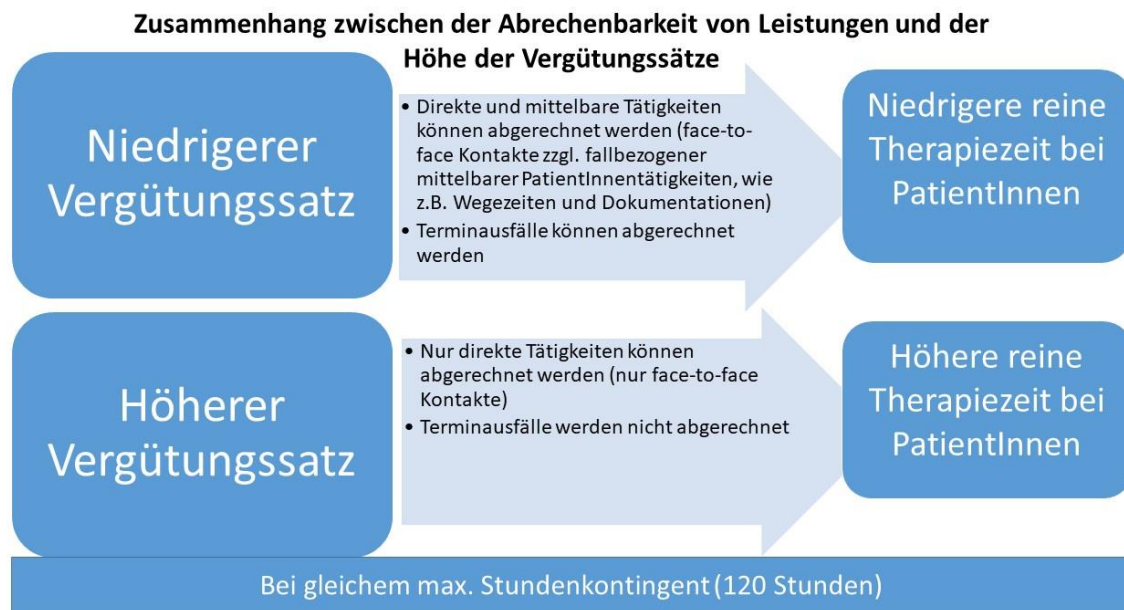 Zusammenhang zwischen der Abrechenbarkeit von Leistungen und der
Höhe der Vergütungssätze
Niedrigerer
Vergütungssatz
• Direkte und mittelbare Tätigkeiten
können abgerechnet werden (face-to-
face Kontakte zzgl. fallbezogener
mittelbarer PatientInnentätigkeiten, wie
z.B. Wegezeiten und Dokumentationen)
• Terminausfälle können abgerechnet
werden
Niedrigere reine
Therapiezeit bei
PatientInnen
Höherer
Vergütungssatz
• Nur direkte Tätigkeiten können
abgerechnet werden (nur face-to-face
Kontakte)
• Terminausfälle werden nicht abgerechnet
Höhere reine
Therapiezeit bei
PatientInnen
Bei gleichem max. Stundenkontingent (120 Stunden)